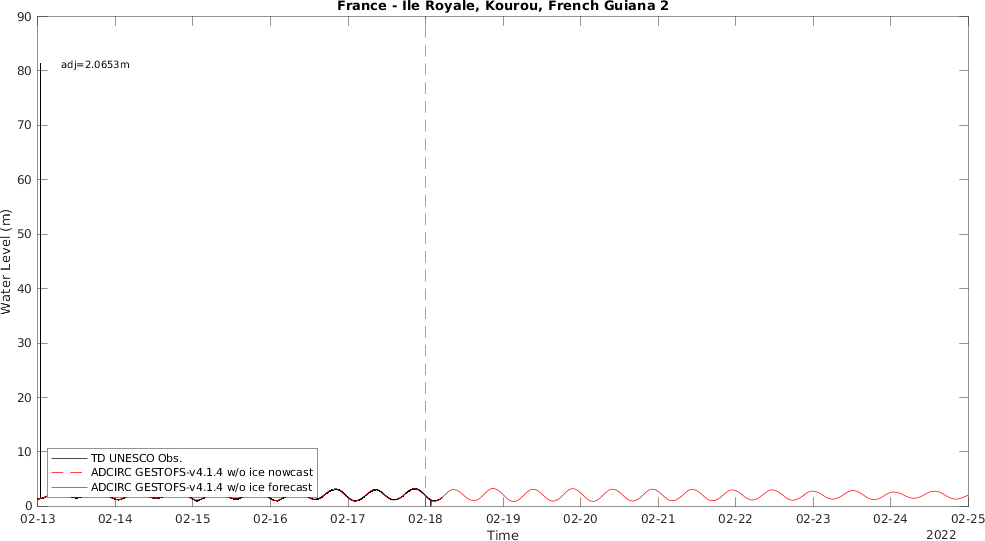 France - Ile Royale, Kourou, French Guiana 2
90
80
70
60
50
40
30
20
10
0
Water Level (m)
adj=2.0653m
TD UNESCO Obs.
ADCIRC GESTOFS-v4.1.4 w/o ice nowcast
ADCIRC GESTOFS-v4.1.4 w/o ice forecast
02-13 02-14 02-15 02-16 02-17 02-18 02-19 02-20 02-21 02-22 02-23 02-24 02-25
Time
2022